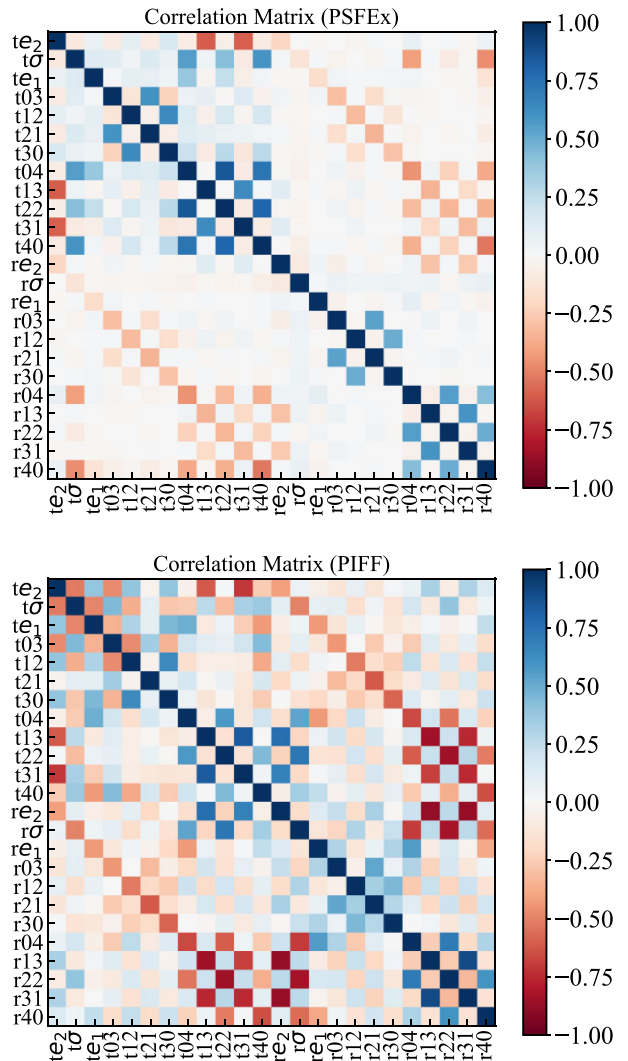 Correlation Matrix (PSFEx)
te₂
tσ
te₁
t03
t12
t21
t30
t04
t13
t22
t31
t40
re₂
rσ
re₁
r03
r12
r21
r30
r04
r13
r22
r31
r40
te₂ tσ te₁ t03 t12 t21 t30 t04 t13 t22 t31 t40 re₂ rσ re₁ r03 r12 r21 r30 r04 r13 r22 r31 r40
1.00
0.75
0.50
0.25
0.00
−0.25
−0.50
−0.75
−1.00
Correlation Matrix (PIFF)
te₂
tσ
te₁
t03
t12
t21
t30
t04
t13
t22
t31
t40
re₂
rσ
re₁
r03
r12
r21
r30
r04
r13
r22
r31
r40
te₂ tσ te₁ t03 t12 t21 t30 t04 t13 t22 t31 t40 re₂ rσ re₁ r03 r12 r21 r30 r04 r13 r22 r31 r40
1.00
0.75
0.50
0.25
0.00
−0.25
−0.50
−0.75
−1.00